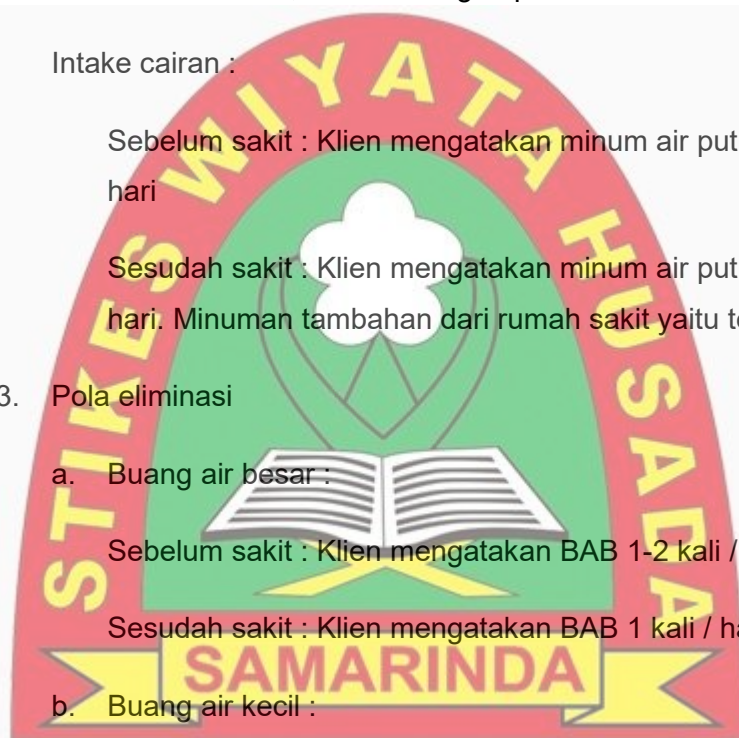 Intake cairan :
Sebelum sakit : Klien mengatakan minum air put
hari
Sesudah sakit : Klien mengatakan minum air put
hari. Minuman tambahan dari rumah sakit yaitu t
3. Pola eliminasi
a. Buang air besar :
Sebelum sakit : Klien mengatakan BAB 1-2 kali /
Sesudah sakit : Klien mengatakan BAB 1 kali / ha
b. Buang air kecil :
STIKES WIYATA HUSADA
SAMARINDA